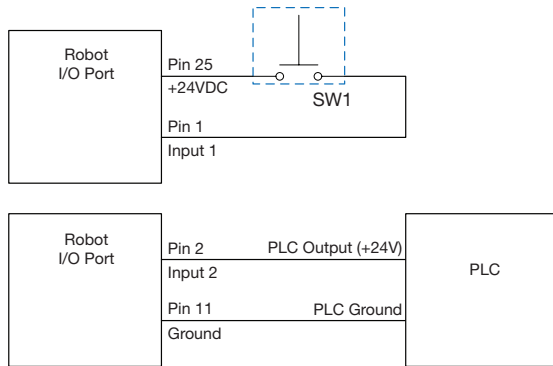 Robot
I/O Port
Pin 25
+24VDC
SW1
Pin 1
Input 1
Robot
I/O Port
Pin 2
PLC Output (+24V)
Input 2
PLC
Pin 11
PLC Ground
Ground